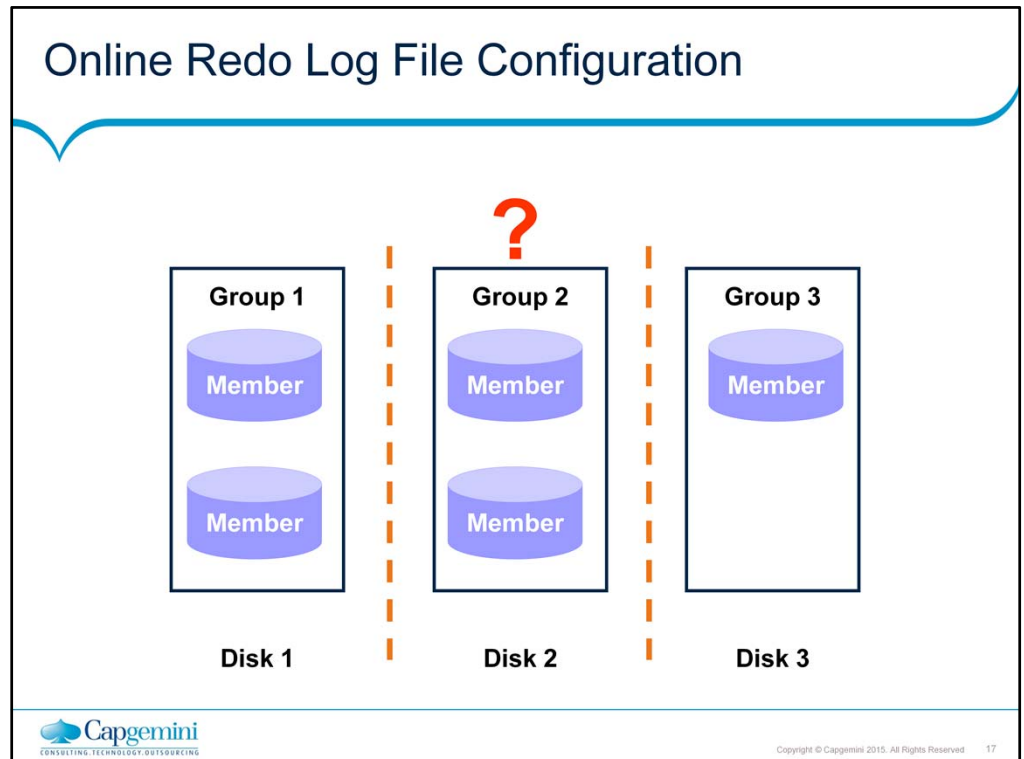 Online Redo Log File Configuration
?
Group 1
Group 2
Group 3
Member
Member
Member
Member
Member
Disk 1
Disk 2
Disk 3
Capgemini
CONSULTING.TECHNOLOGY.OUTSOURCING
Copyright © Capgemini 2015. All Rights Reserved 17